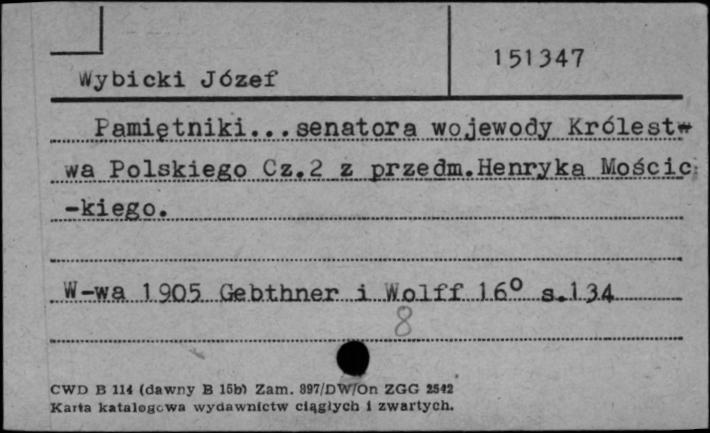 151347
Wybicki Józef
Pamiętniki...senatora wojewody Królest-
wa Polskiego Cz.2 z przedm.Henryka Mościc
-kiego.
W-wa 1905 Gebthner i Wolff 16° s.134
8
CWD B 114 (dawny B 15b) Zam. 897/DW/On ZGG 2542
Karta katalogowa wydawnictw ciągłych i zwartych.